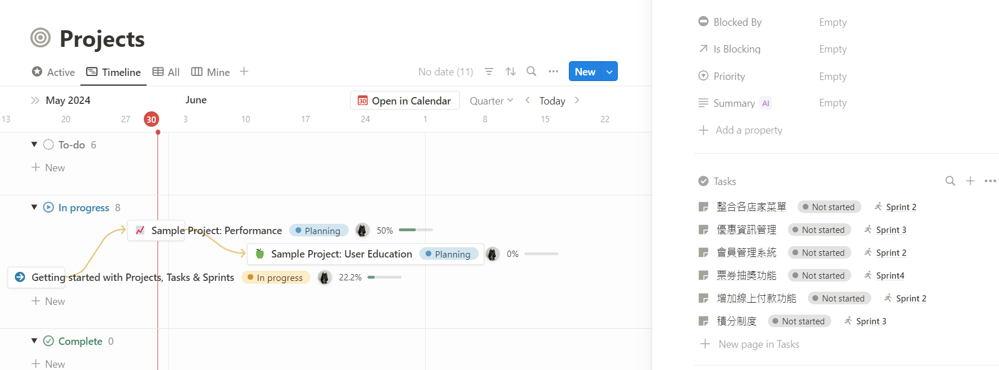 Projects
Active Timeline All Mine
No date (11) New
May 2024 June Open in Calendar Quarter Today
30
13 20 27 30 3 10 17 24 1 8 15 22
To-do 6
New
In progress 8
Sample Project: Performance Planning 50%
Sample Project: User Education Planning 0%
Getting started with Projects, Tasks & Sprints In progress 22.2%
New
Complete 0
New
Blocked By Empty
Is Blocking Empty
Priority Empty
Summary AI Empty
Add a property
Tasks
整合各店家菜單 Not started Sprint 2
優惠資訊管理 Not started Sprint 3
會員管理系統 Not started Sprint 2
票券抽獎功能 Not started Sprint4
增加線上付款功能 Not started Sprint 2
積分制度 Not started Sprint 3
New page in Tasks